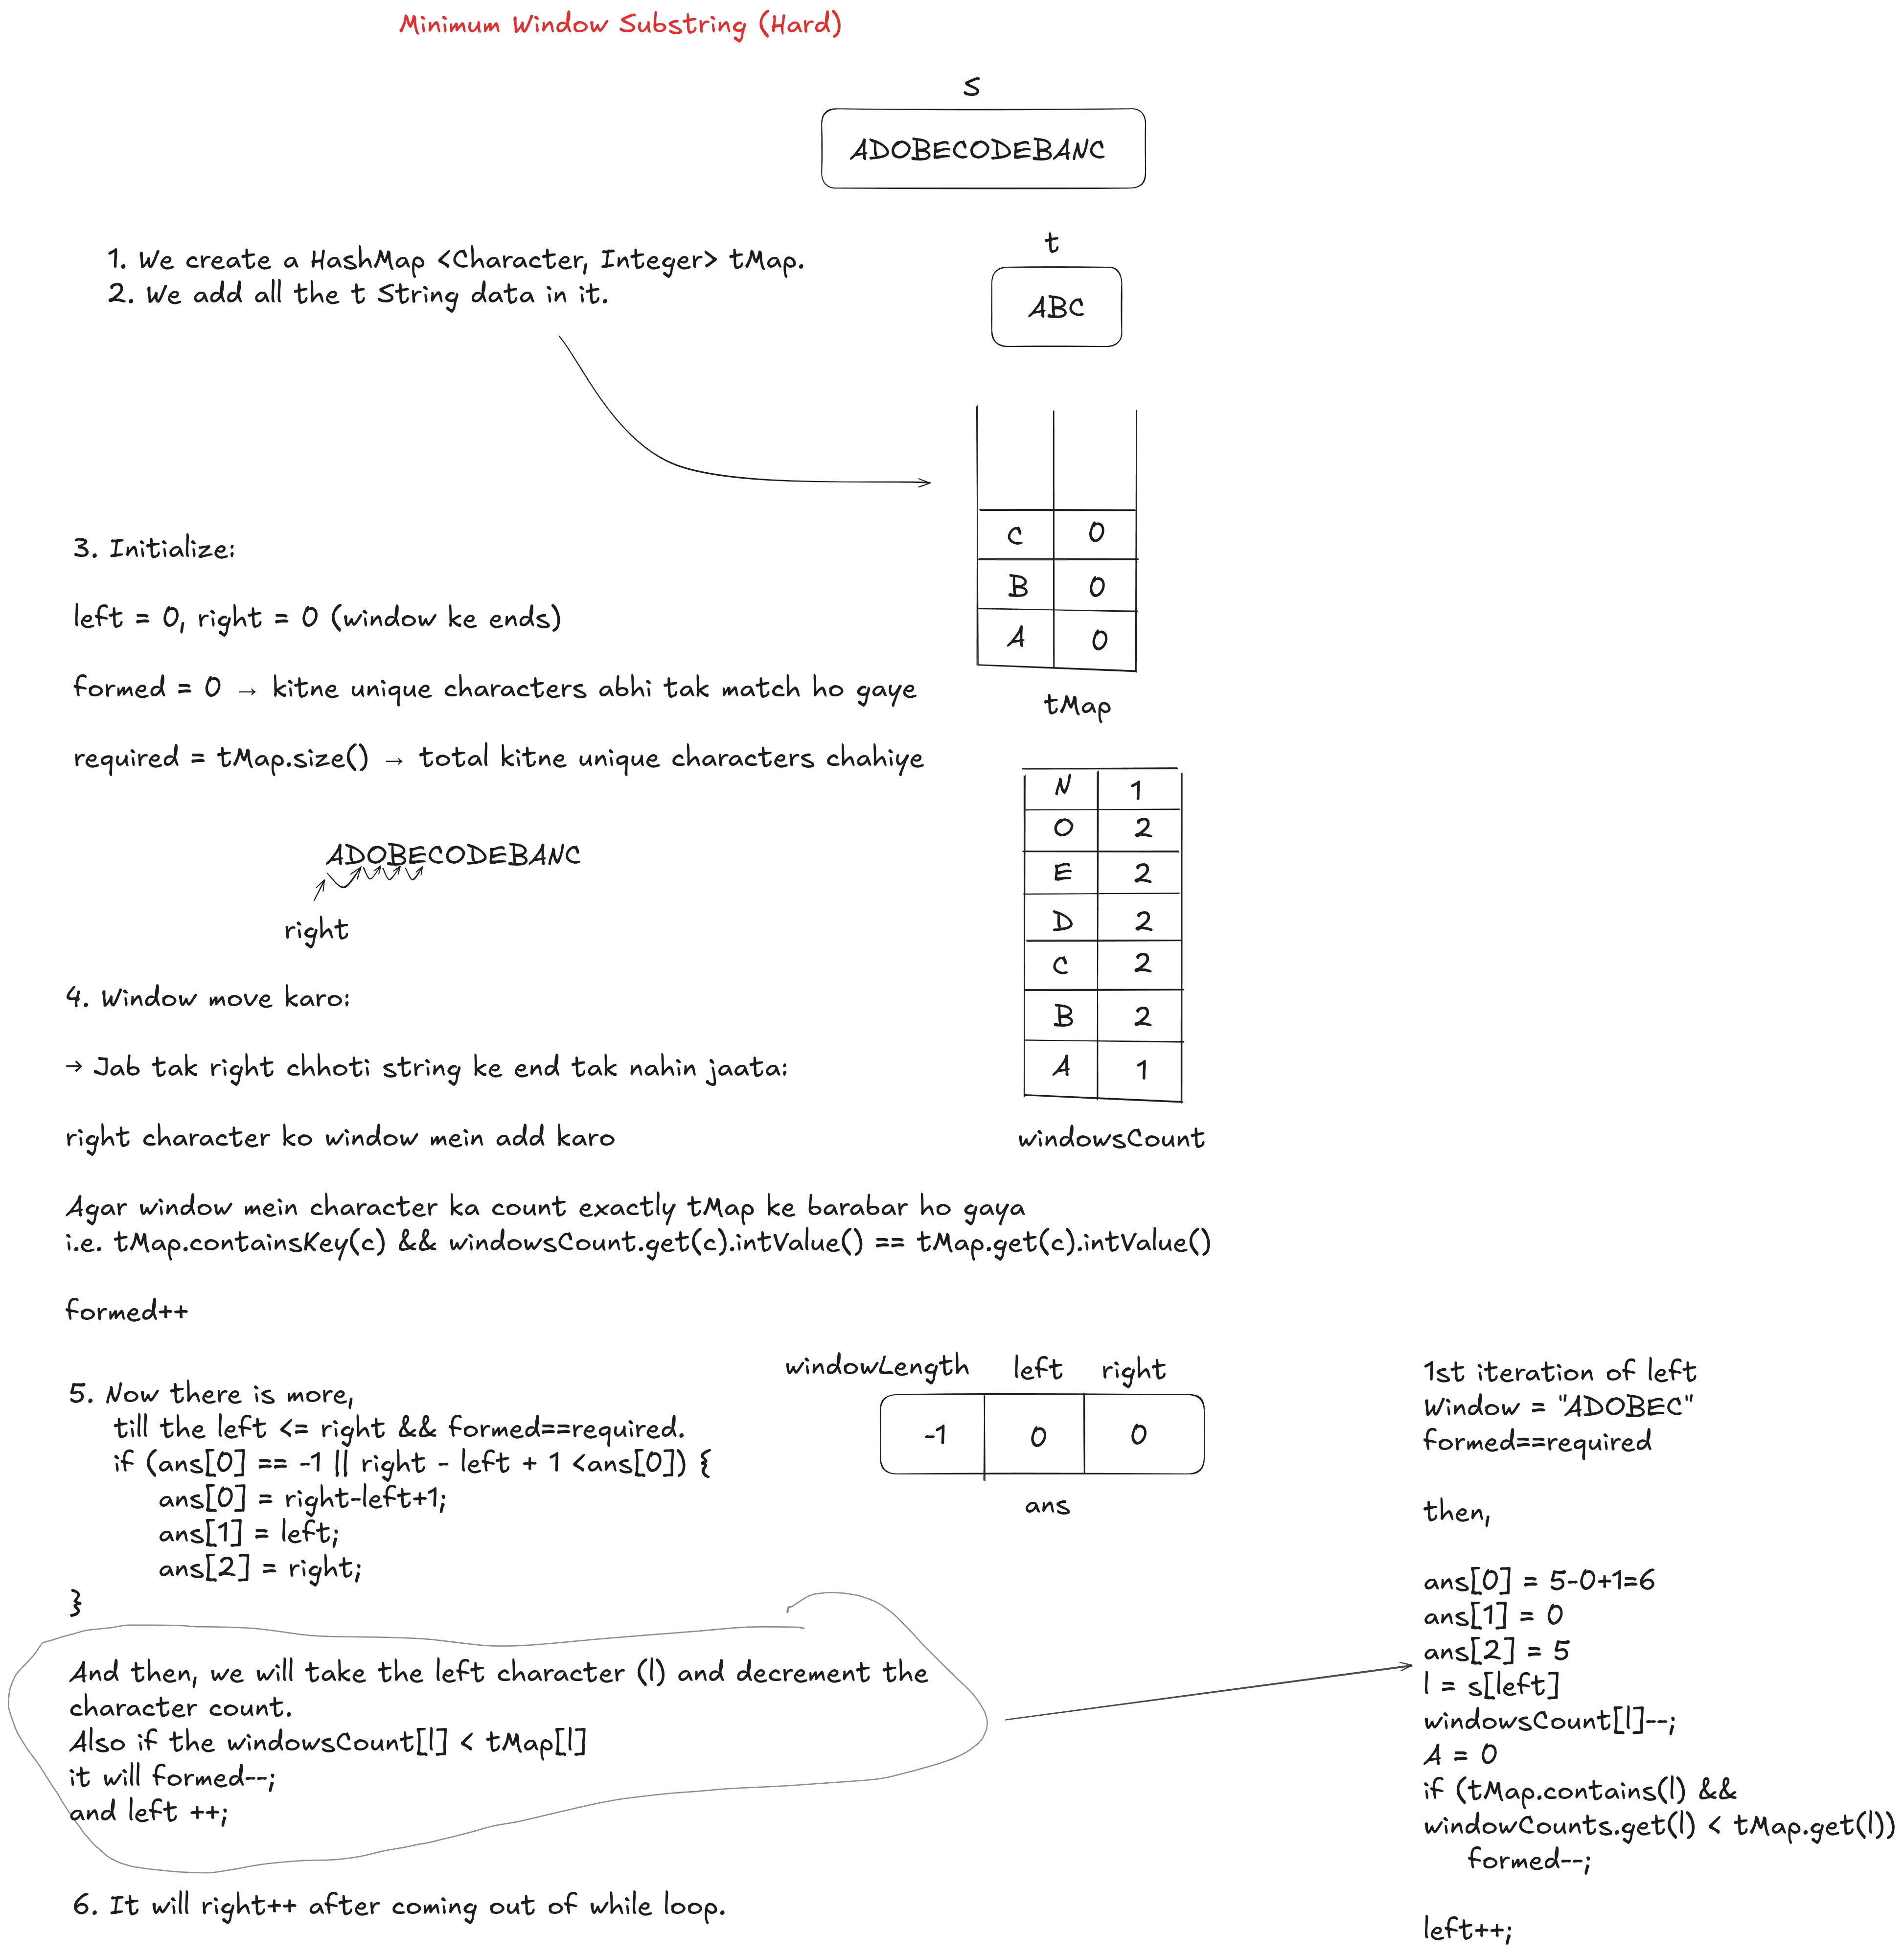 Minimum Window Substring (Hard)
S
ADOBECODEBANC
t
ABC
1. We create a HashMap <Character, Integer> tMap.
2. We add all the t String data in it.
C 0
B 0
A 0
tMap
3. Initialize:
left = 0, right = 0 (window ke ends)
formed = 0 → kitne unique characters abhi tak match ho gaye
required = tMap.size() → total kitne unique characters chahiye
N 1
O 2
E 2
D 2
C 2
B 2
A 1
windowsCount
ADOBECODEBANC
right
4. Window move karo:
→ Jab tak right chhoti string ke end tak nahin jaata:
right character ko window mein add karo
Agar window mein character ka count exactly tMap ke barabar ho gaya
i.e. tMap.containsKey(c) && windowsCount.get(c).intValue() == tMap.get(c).intValue()
formed++
5. Now there is more,
till the left <= right && formed==required.
if (ans[0] == -1 || right - left + 1 <ans[0]) {
ans[0] = right-left+1;
ans[1] = left;
ans[2] = right;
}
windowLength left right
-1 0 0
ans
And then, we will take the left character (l) and decrement the
character count.
Also if the windowsCount[l] < tMap[l]
it will formed--;
and left ++;
6. It will right++ after coming out of while loop.
1st iteration of left
Window = "ADOBEC"
formed==required
then,
ans[0] = 5-0+1=6
ans[1] = 0
ans[2] = 5
l = s[left]
windowsCount[l]--;
A = 0
if (tMap.contains(l) &&
windowCounts.get(l) < tMap.get(l))
formed--;
left++;